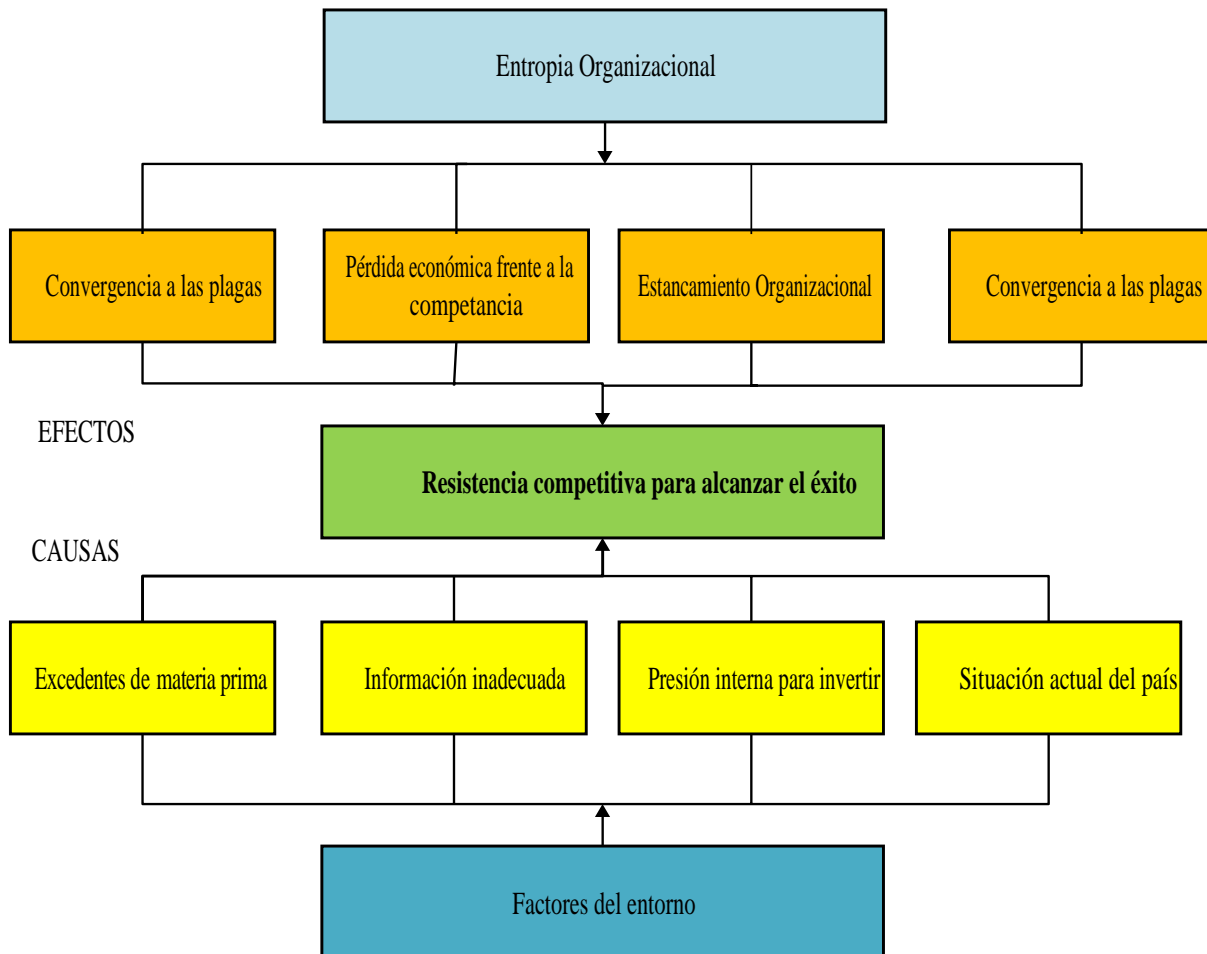 Entropia Organizacional
Convergencia a las plagas
Pérdida económica frente a la
competancia
Estancamiento Organizacional
Convergencia a las plagas
EFECTOS
Resistencia competitiva para alcanzar el éxito
CAUSAS
Excedentes de materia prima
Información inadecuada
Presión interna para invertir
Situación actual del país
Factores del entorno